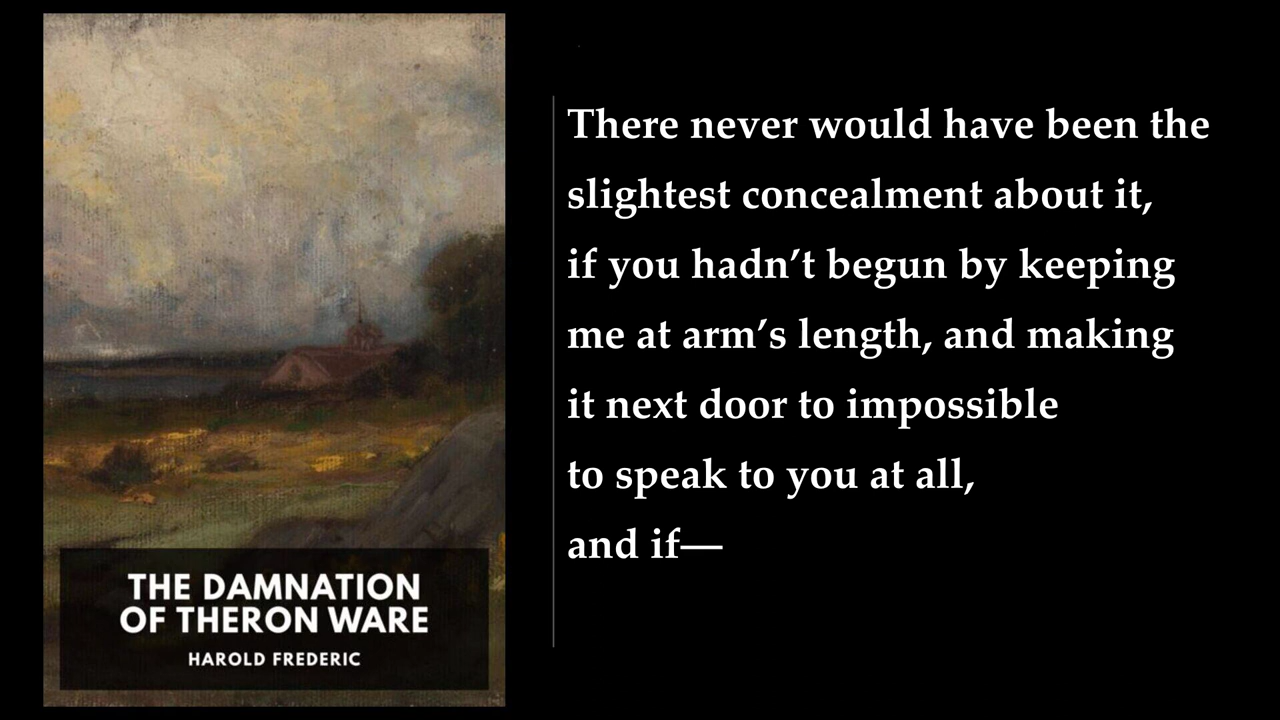 There never would have been the
slightest concealment about it,
if you hadn’t begun by keeping
me at arm’s length, and making
it next door to impossible
to speak to you at all,
and if—
THE DAMNATION
OF THERON WARE
HAROLD FREDERIC